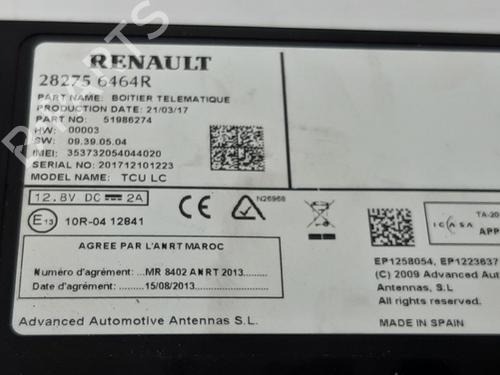 RENAULT
28275 6464R
PART NAME: BOITIER TELEMATIQUE
PRODUCTION DATE: 21/03/17
PART NO: 51986274
HW: 00003
SW: 09.39.05.04
IMEI: 353732054044020
SERIAL NO: 201712101223
MODEL NAME: TCU LC
12.8V DC 2A
N26968
E13 10R-04 12841
TA-20
ICASA
APP
AGREE PAR L'ANRT MAROC
Numéro d'agrément: MR 8402 ANRT 2013
Date d'agrément: 15/08/2013
EP1258054, EP1223637
(C) 2009 Advanced Aut
Antennas, S.L
All rights reserved.
Advanced Automotive Antennas S.L.
MADE IN SPAIN